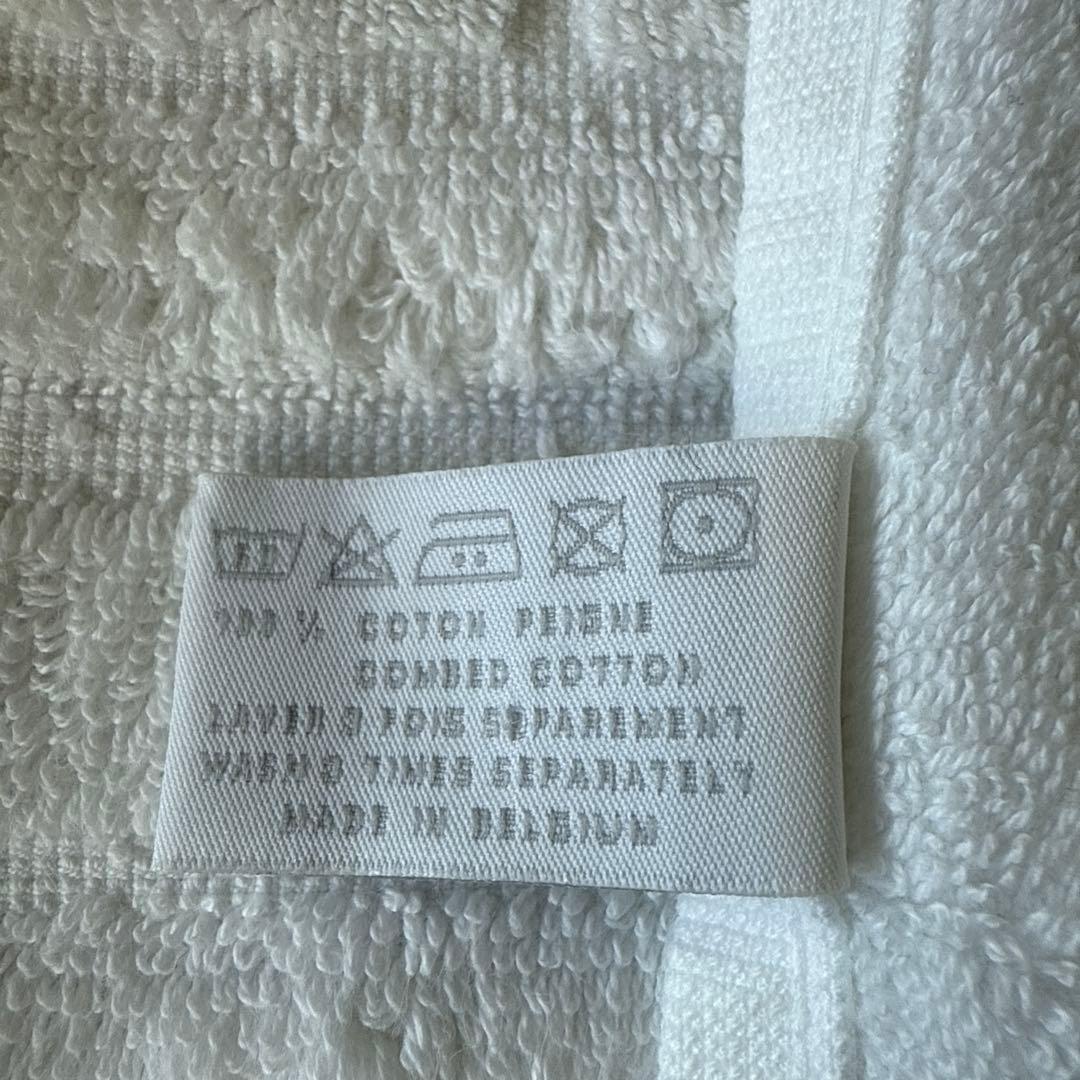 100 % COTON PEIGNE
COMBED COTTON
LAVER 3 FOIS SEPAREMENT
WASH 3 TIMES SEPARATELY
MADE IN BELGIUM